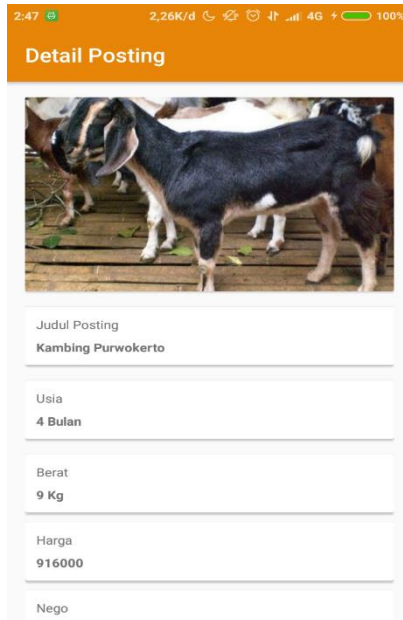 2:47 2,26K/d 4G 100%
Detail Posting
Judul Posting
Kambing Purwokerto
Usia
4 Bulan
Berat
9 Kg
Harga
916000
Nego